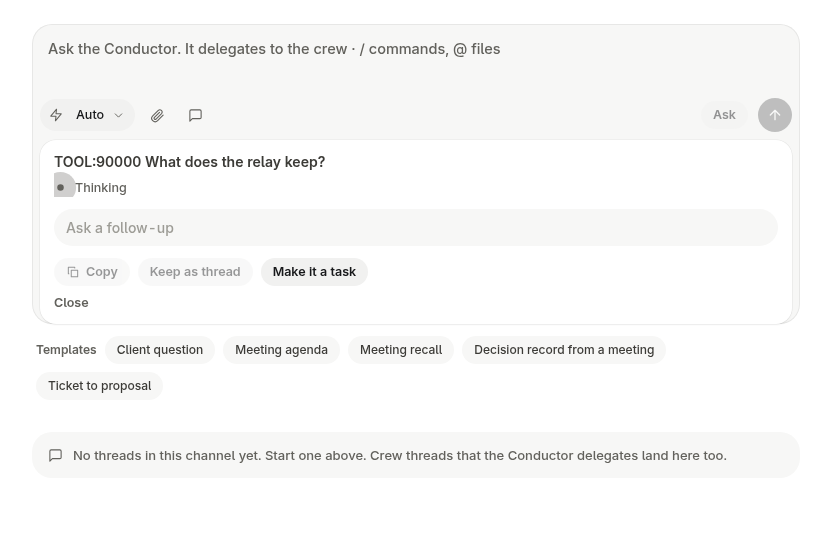 Ask the Conductor. It delegates to the crew · / commands, @ files
Auto
Ask
TOOL:90000 What does the relay keep?
Thinking
Ask a follow-up
Copy Keep as thread Make it a task
Close
Templates Client question Meeting agenda Meeting recall Decision record from a meeting
Ticket to proposal
No threads in this channel yet. Start one above. Crew threads that the Conductor delegates land here too.